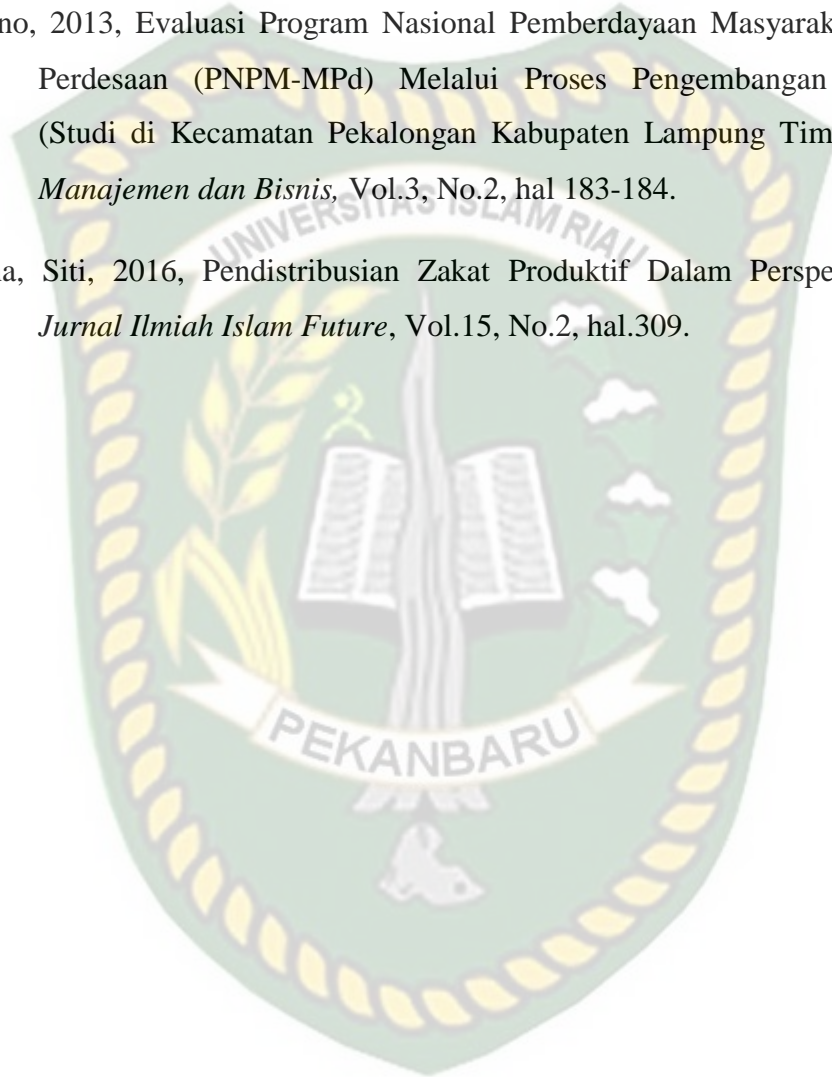 no, 2013, Evaluasi Program Nasional Pemberdayaan Masyarak
Perdesaan (PNPM-MPd) Melalui Proses Pengembangan
(Studi di Kecamatan Pekalongan Kabupaten Lampung Tim
Manajemen dan Bisnis, Vol.3, No.2, hal 183-184.
UNIVERSITAS ISLAM RIAU
a, Siti, 2016, Pendistribusian Zakat Produktif Dalam Perspe
Jurnal Ilmiah Islam Future, Vol.15, No.2, hal.309.
PEKANBARU